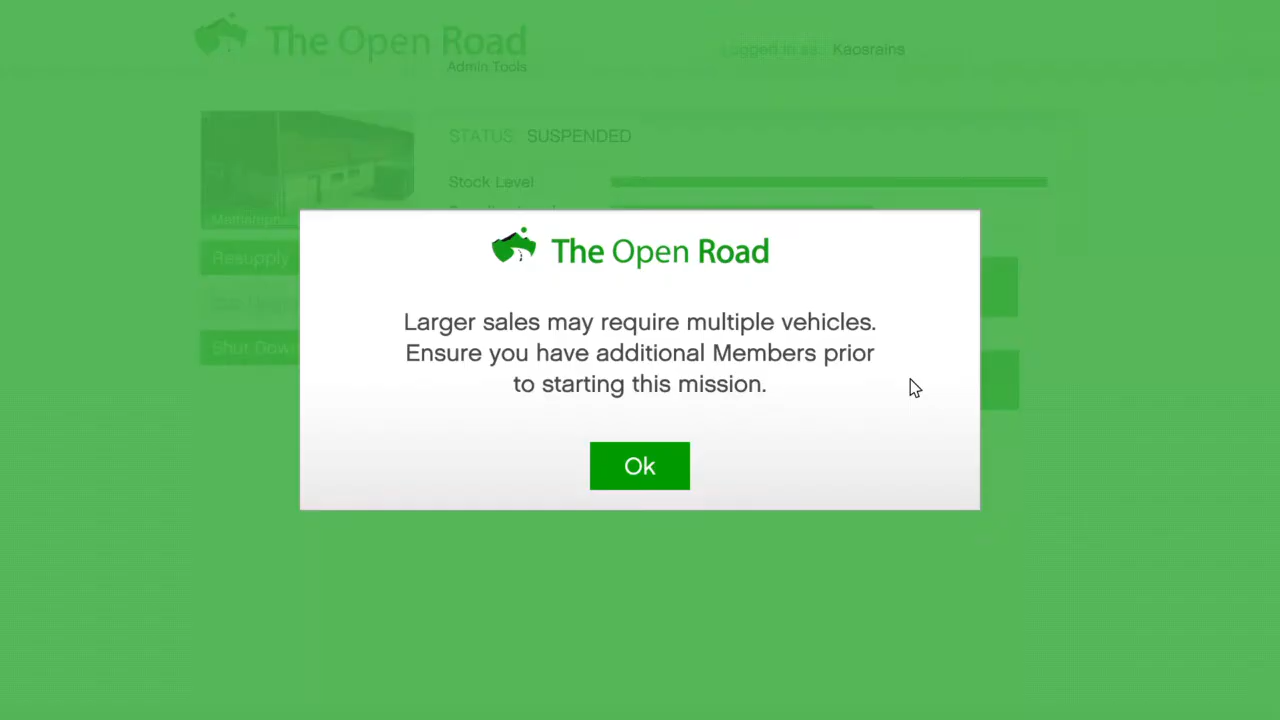 The Open Road
Admin Tools
Logged in as: Kaosrains
STATUS: SUSPENDED
Stock Level
Resupply
Shut Down
The Open Road
Larger sales may require multiple vehicles.
Ensure you have additional Members prior
to starting this mission.
Ok